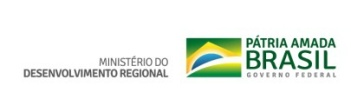 MINISTÉRIO DO
DESENVOLVIMENTO REGIONAL
PÁTRIA AMADA
BRASIL
GOVERNO FEDERAL